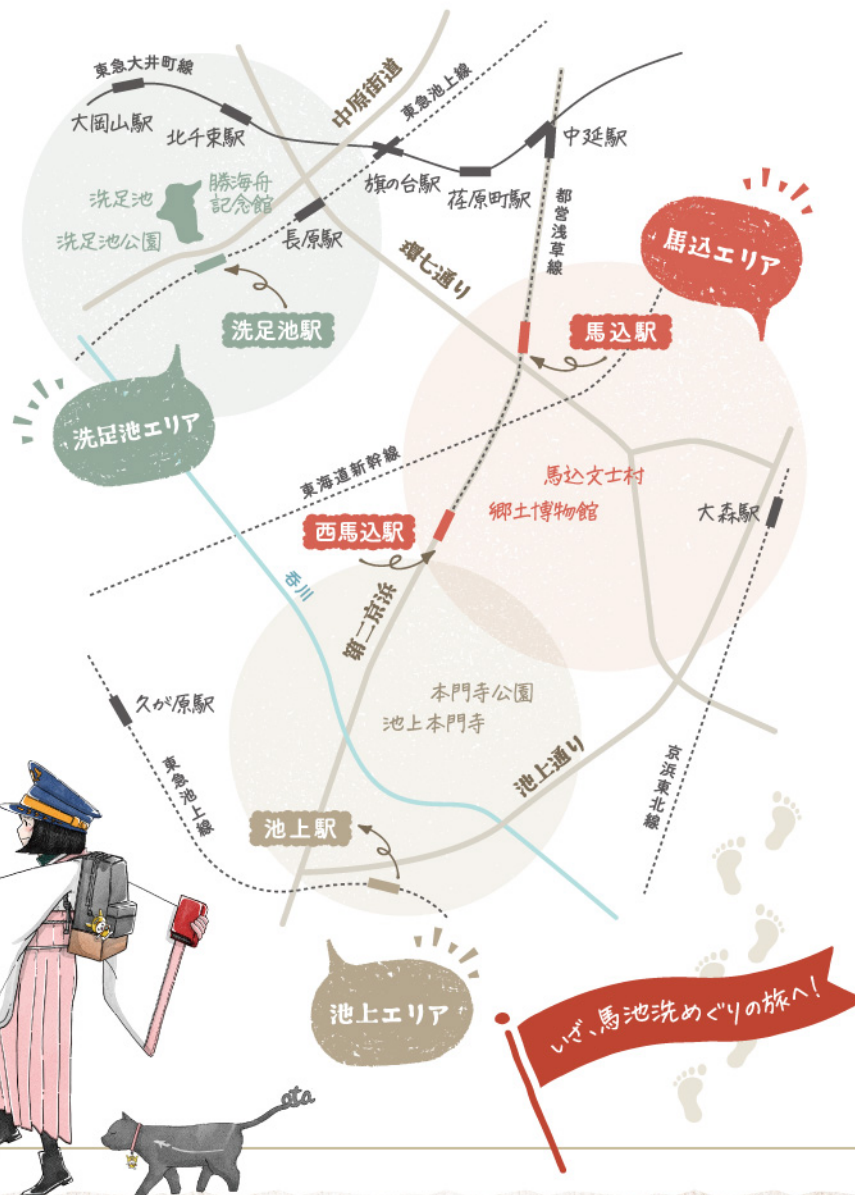 東急大井町線
中原街道
東急池上線
大岡山駅
北千束駅
旗の台駅
荏原町駅
中延駅
洗足池
勝海舟
記念館
洗足池公園
長原駅
都営浅草線
環七通り
馬込エリア
洗足池駅
馬込駅
洗足池エリア
東海道新幹線
馬込文士村
郷土博物館
大森駅
西馬込駅
呑川
第二京浜
本門寺公園
池上本門寺
久が原駅
東急池上線
池上通り
京浜東北線
池上駅
池上エリア
いざ、馬池洗めぐりの旅へ!
ota